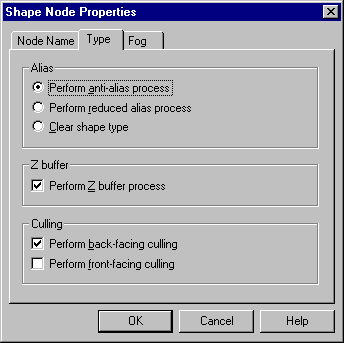 Shape Node Properties
Node Name Type Fog
Alias
Perform anti-alias process
Perform reduced alias process
Clear shape type
Z buffer
Perform Z buffer process
Culling
Perform back-facing culling
Perform front-facing culling
OK Cancel Help